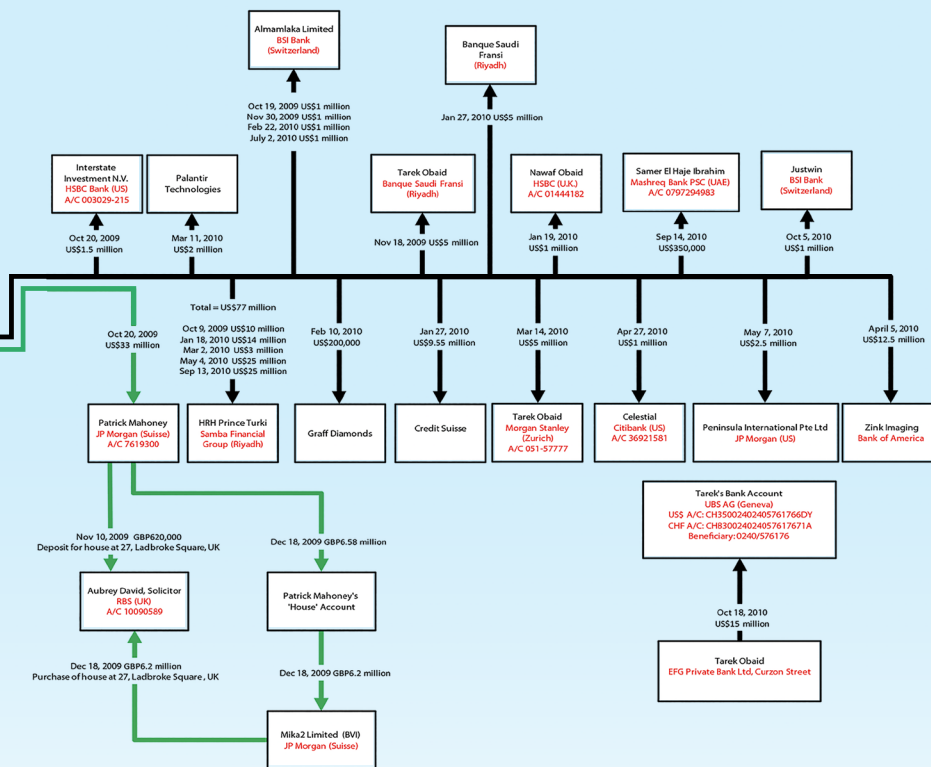 Almamlaka Limited
BSI Bank
(Switzerland)
Banque Saudi
Fransi
(Riyadh)
Oct 19, 2009 US$1 million
Nov 30, 2009 US$1 million
Feb 22, 2010 US$1 million
July 2, 2010 US$1 million
Jan 27, 2010 US$5 million
Interstate
Investment N.V.
HSBC Bank (US)
A/C 003029-215
Palantir
Technologies
Tarek Obaid
Banque Saudi Fransi
(Riyadh)
Nawaf Obaid
HSBC (U.K.)
A/C 01444182
Samer El Haje Ibrahim
Mashreq Bank PSC (UAE)
A/C 0797294983
Justwin
BSI Bank
(Switzerland)
Oct 20, 2009
US$1.5 million
Mar 11, 2010
US$2 million
Nov 18, 2009 US$5 million
Jan 19, 2010
US$1 million
Sep 14, 2010
US$350,000
Oct 5, 2010
US$1 million
Oct 20, 2009
US$33 million
Total = US$77 million
Oct 9, 2009 US$10 million
Jan 18, 2010 US$14 million
Mar 2, 2010 US$3 million
May 4, 2010 US$25 million
Sep 13, 2010 US$25 million
Feb 10, 2010
US$200,000
Jan 27, 2010
US$9.55 million
Mar 14, 2010
US$5 million
Apr 27, 2010
US$1 million
May 7, 2010
US$2.5 million
April 5, 2010
US$12.5 million
Patrick Mahoney
JP Morgan (Suisse)
A/C 7619300
HRH Prince Turki
Samba Financial
Group (Riyadh)
Graff Diamonds
Credit Suisse
Tarek Obaid
Morgan Stanley
(Zurich)
A/C 051-57777
Celestial
Citibank (US)
A/C 36921581
Peninsula International Pte Ltd
JP Morgan (US)
Zink Imaging
Bank of America
Tarek's Bank Account
UBS AG (Geneva)
US$ A/C: CH35002402405761766DY
CHF A/C: CH830024024057617671A
Beneficiary: 0240/576176
Nov 10, 2009 GBP620,000
Deposit for house at 27, Ladbroke Square, UK
Dec 18, 2009 GBP6.58 million
Aubrey David, Solicitor
RBS (UK)
A/C 10090589
Patrick Mahoney's
'House' Account
Oct 18, 2010
US$15 million
Dec 18, 2009 GBP6.2 million
Purchase of house at 27, Ladbroke Square, UK
Dec 18, 2009 GBP6.2 million
Tarek Obaid
EFG Private Bank Ltd, Curzon Street
Mika2 Limited (BVI)
JP Morgan (Suisse)